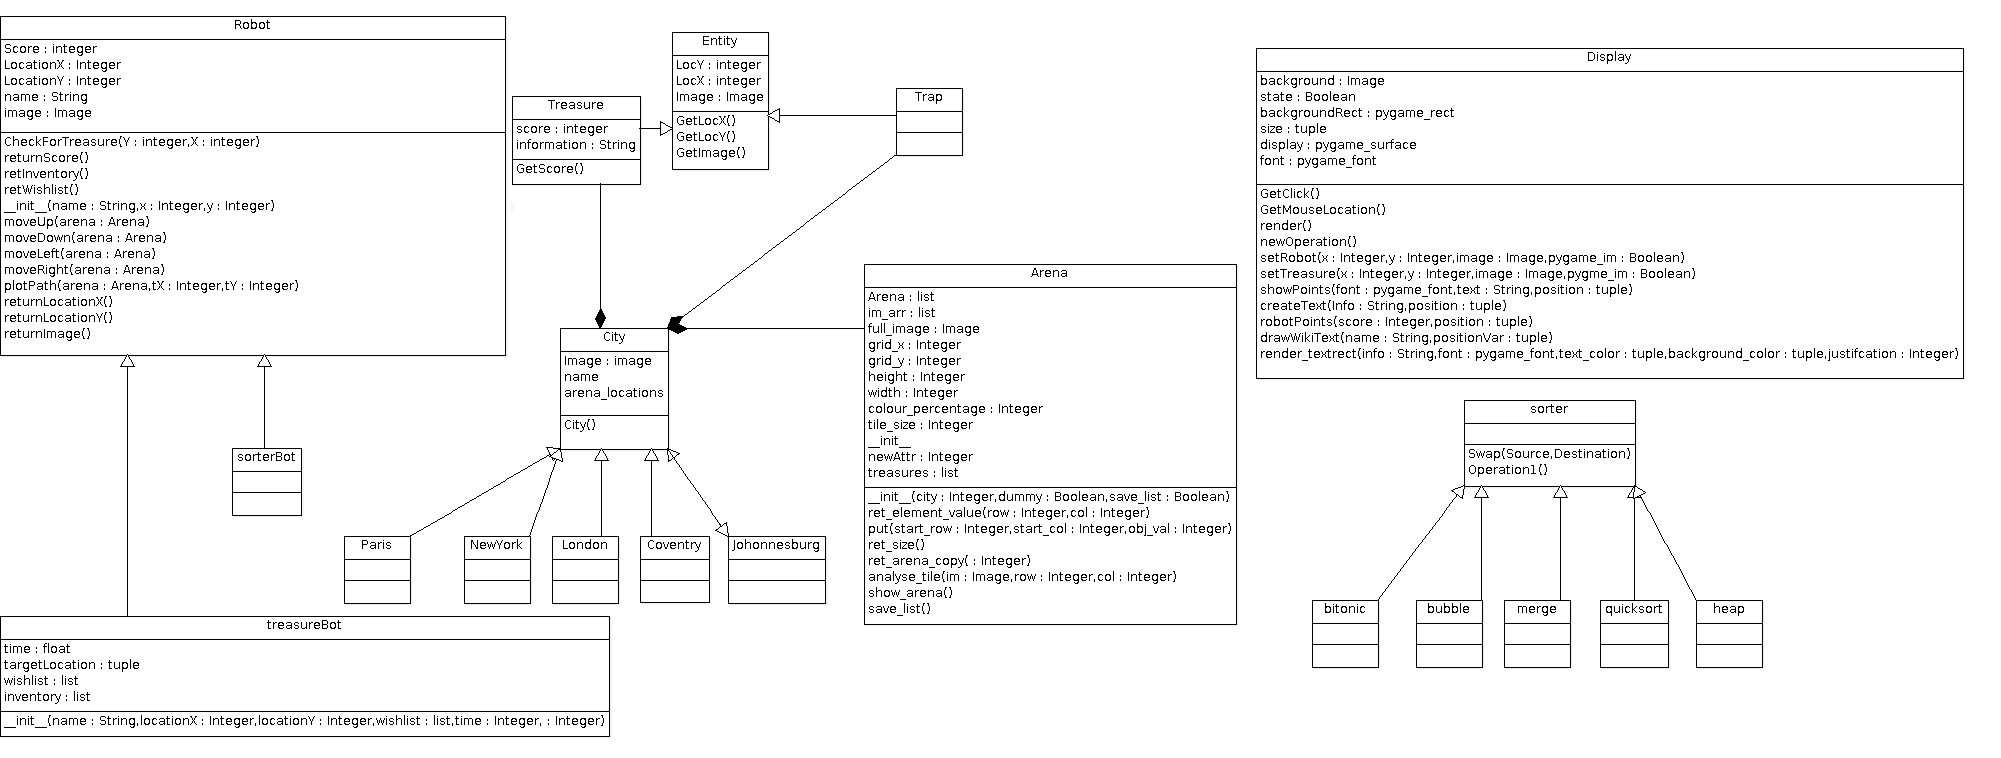 Robot
Score : integer
LocationX : Integer
LocationY : Integer
name : String
image : Image
CheckForTreasure(Y : integer,X : integer)
returnScore()
retInventory()
retWishlist()
__init__(name : String,x : Integer,y : Integer)
moveUp(arena : Arena)
moveDown(arena : Arena)
moveLeft(arena : Arena)
moveRight(arena : Arena)
plotPath(arena : Arena,tX : Integer,tY : Integer)
returnLocationX()
returnLocationY()
returnImage()
Treasure
score : integer
information : String
GetScore()
Entity
LocY : integer
LocX : integer
Image : Image
GetLocX()
GetLocY()
GetImage()
Trap
Display
background : Image
state : Boolean
backgroundRect : pygame_rect
size : tuple
display : pygame_surface
font : pygame_font
GetClick()
GetMouseLocation()
render()
newOperation()
setRobot(x : Integer,y : Integer,image : Image,pygame_im : Boolean)
setTreasure(x : Integer,y : Integer,image : Image,pygme_im : Boolean)
showPoints(font : pygame_font,text : String,position : tuple)
createText(Info : String,position : tuple)
robotPoints(score : Integer,position : tuple)
drawWikiText(name : String,positionVar : tuple)
render_textrect(info : String,font : pygame_font,text_color : tuple,background_color : tuple,justifcation : Integer)
City
Image : image
name
arena_locations
City()
Arena
Arena : list
im_arr : list
full_image : Image
grid_x : Integer
grid_y : Integer
height : Integer
width : Integer
colour_percentage : Integer
tile_size : Integer
__init__
newAttr : Integer
treasures : list
__init__(city : Integer,dummy : Boolean,save_list : Boolean)
ret_element_value(row : Integer,col : Integer)
put(start_row : Integer,start_col : Integer,obj_val : Integer)
ret_size()
ret_arena_copy( : Integer)
analyse_tile(im : Image,row : Integer,col : Integer)
show_arena()
save_list()
sorterBot
Paris
NewYork
London
Coventry
Johonnesburg
sorter
Swap(Source,Destination)
Operation1()
bitonic
bubble
merge
quicksort
heap
treasureBot
time : float
targetLocation : tuple
wishlist : list
inventory : list
__init__(name : String,locationX : Integer,locationY : Integer,wishlist : list,time : Integer, : Integer)